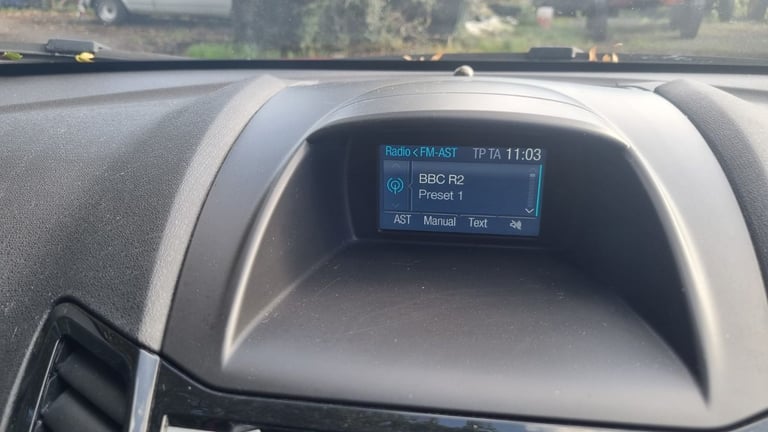 Radio < FM-AST TP TA 11:03
BBC R2
Preset 1
AST Manual Text